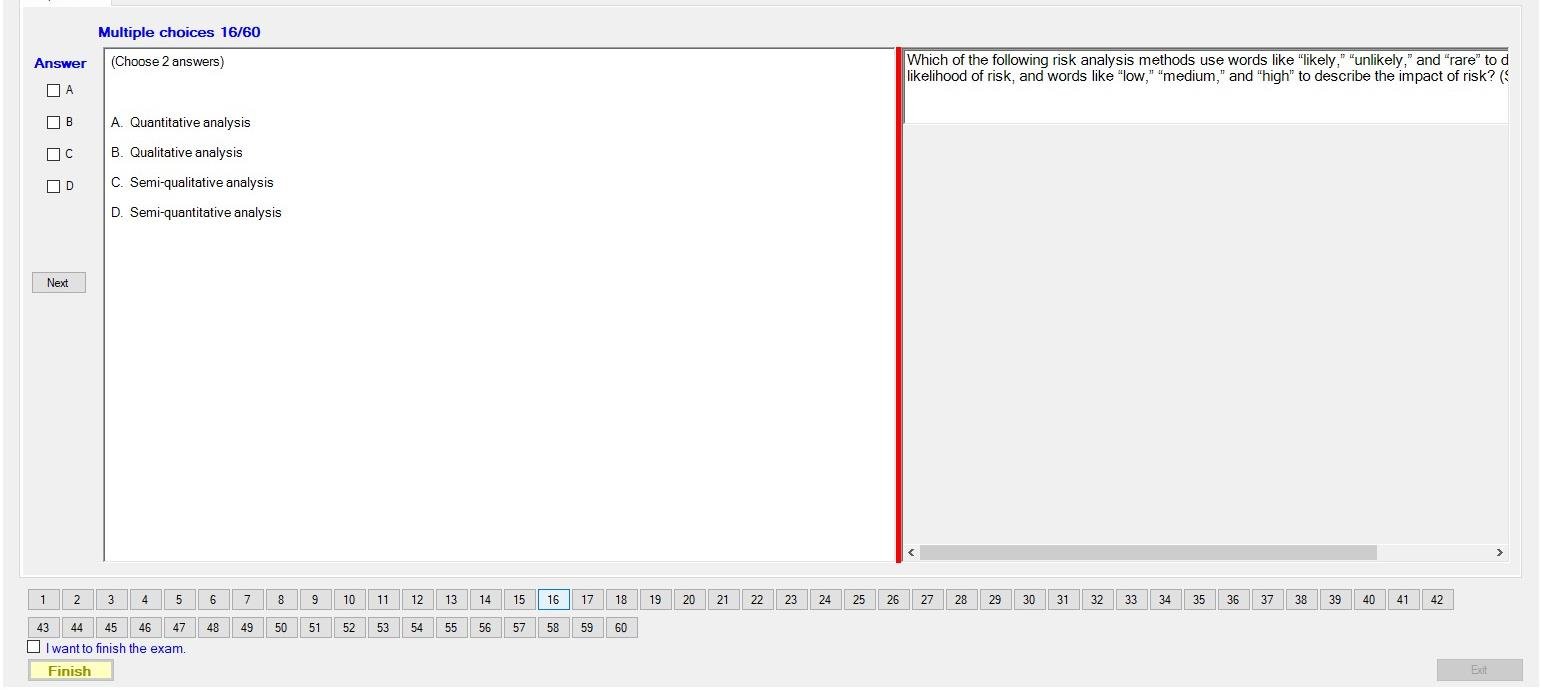 Multiple choices 16/60
Answer
A
B
C
D
Next
(Choose 2 answers)
A. Quantitative analysis
B. Qualitative analysis
C. Semi-qualitative analysis
D. Semi-quantitative analysis
Which of the following risk analysis methods use words like “likely,” “unlikely,” and “rare” to d
likelihood of risk, and words like “low,” “medium,” and “high” to describe the impact of risk? (S
1 2 3 4 5 6 7 8 9 10 11 12 13 14 15 16 17 18 19 20 21 22 23 24 25 26 27 28 29 30 31 32 33 34 35 36 37 38 39 40 41 42
43 44 45 46 47 48 49 50 51 52 53 54 55 56 57 58 59 60
I want to finish the exam.
Finish
Exit